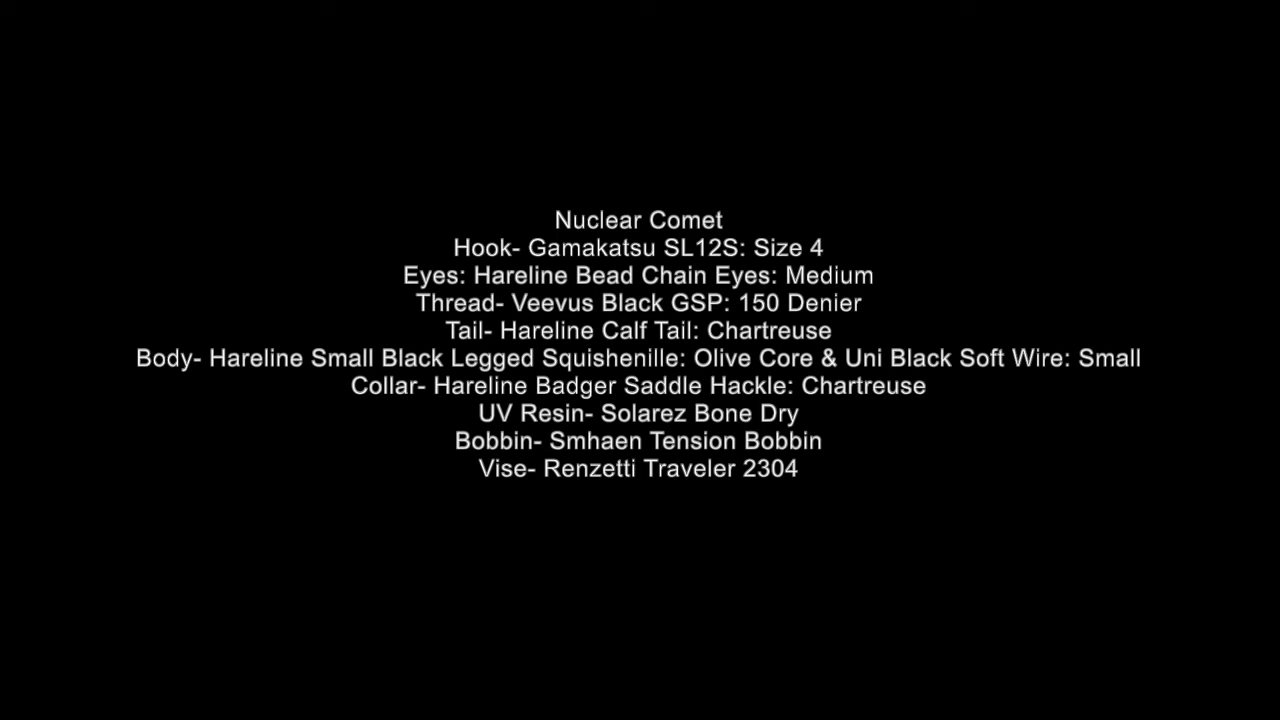 Nuclear Comet
Hook- Gamakatsu SL12S: Size 4
Eyes: Hareline Bead Chain Eyes: Medium
Thread- Veevus Black GSP: 150 Denier
Tail- Hareline Calf Tail: Chartreuse
Body- Hareline Small Black Legged Squishenille: Olive Core & Uni Black Soft Wire: Small
Collar- Hareline Badger Saddle Hackle: Chartreuse
UV Resin- Solarez Bone Dry
Bobbin- Smhaen Tension Bobbin
Vise- Renzetti Traveler 2304